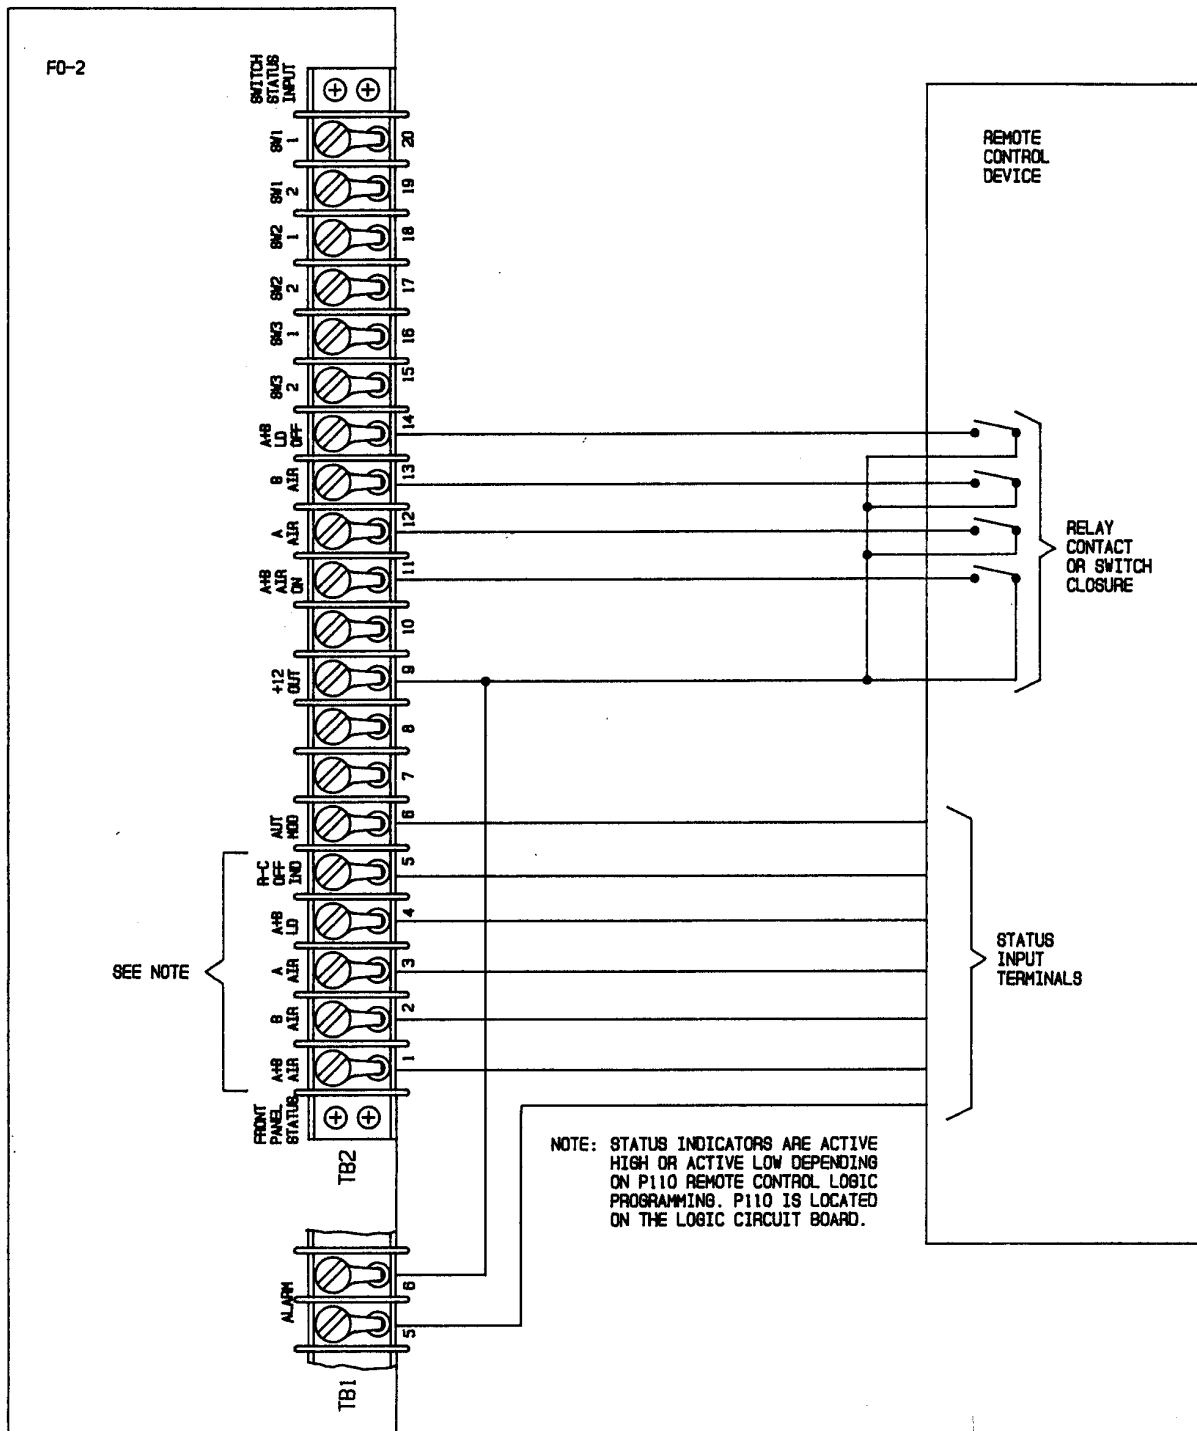 FO-2
SWITCH
STATUS
INPUT
SW1
1
20
SW1
2
19
SW2
1
18
SW2
2
17
SW3
1
16
SW3
2
15
A+B
LD
OFF
14
B
AIR
13
A
AIR
12
A+B
AIR
ON
11
10
+12
OUT
9
8
7
AUT
MOD
6
A-C
OFF
IND
5
A+B
LD
4
A
AIR
3
B
AIR
2
A+B
AIR
1
FRONT
PANEL
STATUS
TB2
SEE NOTE
REMOTE
CONTROL
DEVICE
RELAY
CONTACT
OR SWITCH
CLOSURE
STATUS
INPUT
TERMINALS
NOTE: STATUS INDICATORS ARE ACTIVE
HIGH OR ACTIVE LOW DEPENDING
ON P110 REMOTE CONTROL LOGIC
PROGRAMMING. P110 IS LOCATED
ON THE LOGIC CIRCUIT BOARD.
ALARM
6
5
TB1